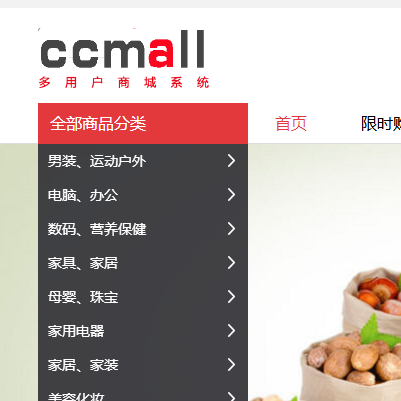 ccmall
多用户商城系统
全部商品分类 首页 限时
男装、运动户外
电脑、办公
数码、营养保健
家具、家居
母婴、珠宝
家用电器
家居、家装
美容化妆